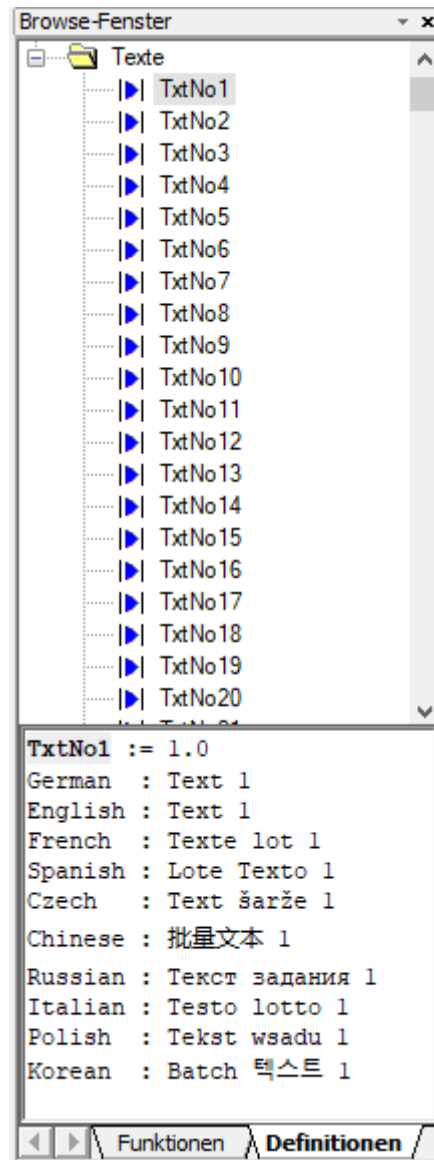 Browse-Fenster
Texte
TxtNo1
TxtNo2
TxtNo3
TxtNo4
TxtNo5
TxtNo6
TxtNo7
TxtNo8
TxtNo9
TxtNo10
TxtNo11
TxtNo12
TxtNo13
TxtNo14
TxtNo15
TxtNo16
TxtNo17
TxtNo18
TxtNo19
TxtNo20
TxtNo1 := 1.0
German : Text 1
English : Text 1
French : Texte lot 1
Spanish : Lote Texto 1
Czech : Text šarže 1
Chinese : 批量文本 1
Russian : Текст задания 1
Italian : Testo lotto 1
Polish : Tekst wsadu 1
Korean : Batch 텍스트 1
Funktionen Definitionen